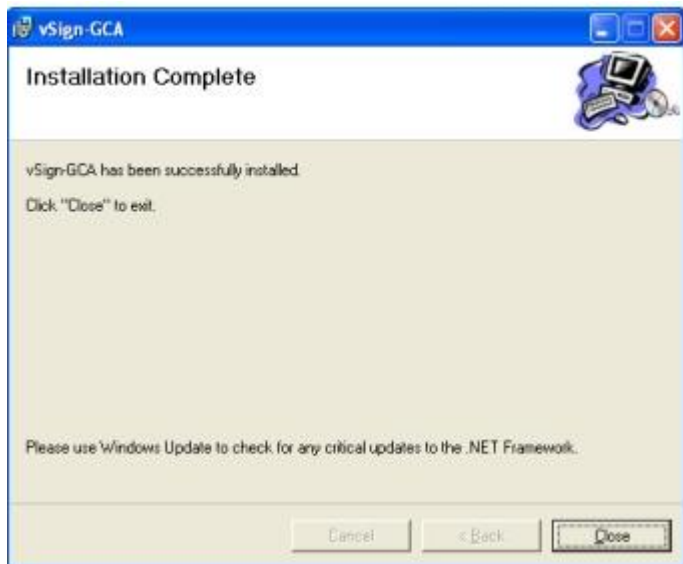 vSign-GCA
Installation Complete
vSign-GCA has been successfully installed.
Click "Close" to exit.
Please use Windows Update to check for any critical updates to the .NET Framework.
Cancel
< Back
Close